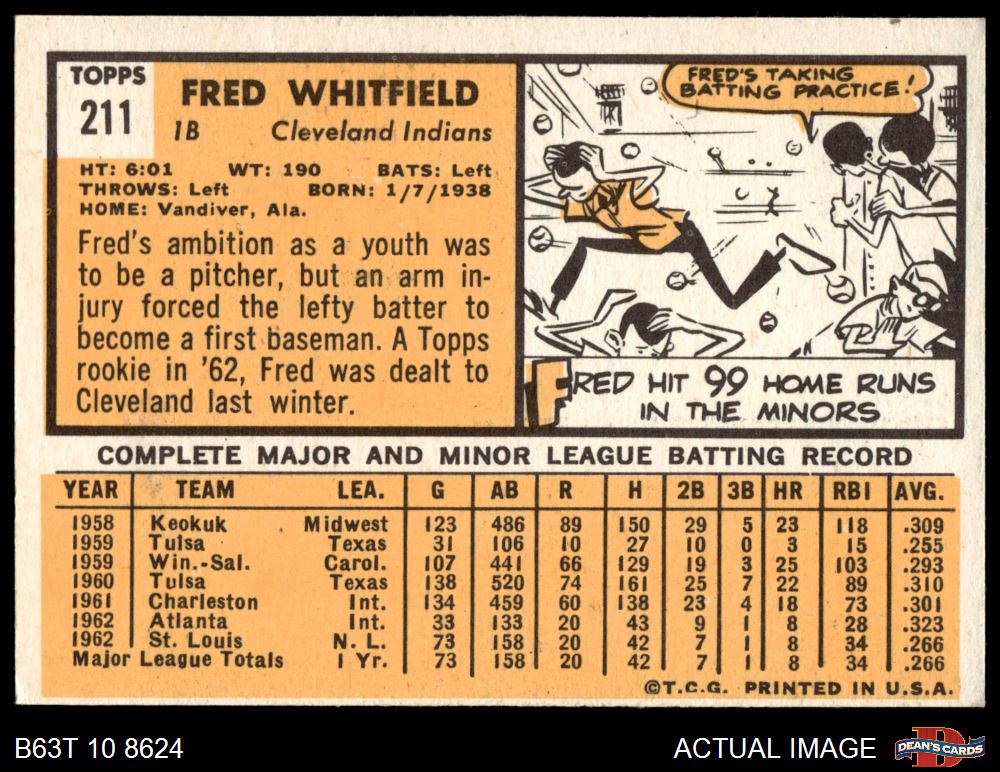 TOPPS
211
FRED WHITFIELD
1B Cleveland Indians
HT: 6:01 WT: 190 BATS: Left
THROWS: Left BORN: 1/7/1938
HOME: Vandiver, Ala.
Fred's ambition as a youth was
to be a pitcher, but an arm in-
jury forced the lefty batter to
become a first baseman. A Topps
rookie in '62, Fred was dealt to
Cleveland last winter.
FRED'S TAKING
BATTING PRACTICE!
FRED HIT 99 HOME RUNS
IN THE MINORS
COMPLETE MAJOR AND MINOR LEAGUE BATTING RECORD
YEAR TEAM LEA. G AB R H 2B 3B HR RBI AVG.
1958 Keokuk Midwest 123 486 89 150 29 5 23 118 .309
1959 Tulsa Texas 31 106 10 27 10 0 3 15 .255
1959 Win.-Sal. Carol. 107 441 66 129 19 3 25 103 .293
1960 Tulsa Texas 138 520 74 161 25 7 22 89 .310
1961 Charleston Int. 134 459 60 138 23 4 18 73 .301
1962 Atlanta Int. 33 133 20 43 9 1 8 28 .323
1962 St. Louis N. L. 73 158 20 42 7 1 8 34 .266
Major League Totals 1 Yr. 73 158 20 42 7 1 8 34 .266
©T.C.G. PRINTED IN U.S.A.
B63T 10 8624
ACTUAL IMAGE
DEAN'S CARDS